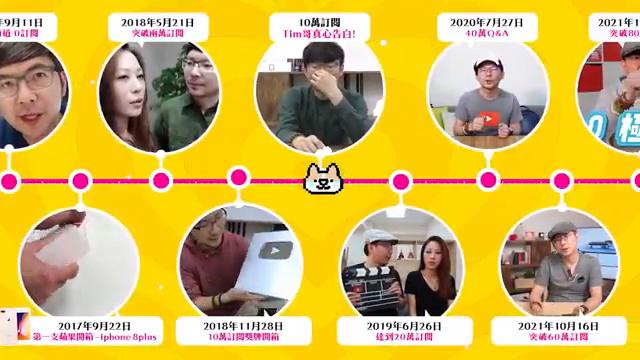 9月11日
道 0訂閱
2018年5月21日
突破兩萬訂閱
10萬訂閱
Tim哥真心告白!
2020年7月27日
40萬Q&A
2021年1
突破80
0 極
2017年9月22日
第一支蘋果開箱-iphone 8plus
2018年11月28日
10萬訂閱獎牌開箱
2019年6月26日
達到20萬訂閱
2021年10月16日
突破60萬訂閱